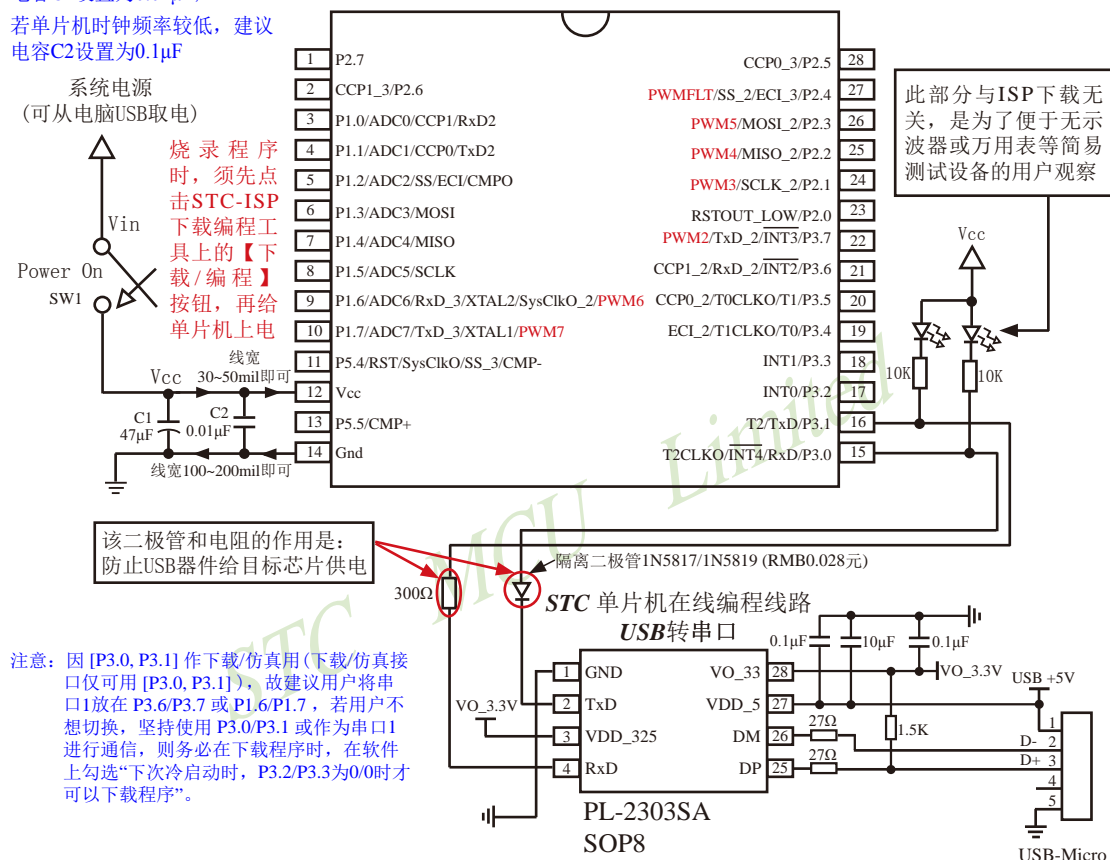 若单片机时钟频率较低，建议
电容C2设置为0.1μF
系统电源
(可从电脑USB取电)
烧录程序
时，须先点
击STC-ISP
下载编程工
具上的【下
载/编程】
按钮，再给
单片机上电
Vin
Power On
SW1
Vcc
线宽
30~50mil即可
C1
47μF
C2
0.01μF
线宽100~200mil即可
1 P2.7
2 CCP1_3/P2.6
3 P1.0/ADC0/CCP1/RxD2
4 P1.1/ADC1/CCP0/TxD2
5 P1.2/ADC2/SS/ECI/CMPO
6 P1.3/ADC3/MOSI
7 P1.4/ADC4/MISO
8 P1.5/ADC5/SCLK
9 P1.6/ADC6/RxD_3/XTAL2/SysClkO_2/PWM6
10 P1.7/ADC7/TxD_3/XTAL1/PWM7
11 P5.4/RST/SysClkO/SS_3/CMP-
12 Vcc
13 P5.5/CMP+
14 Gnd
CCP0_3/P2.5 28
PWMFLT/SS_2/ECI_3/P2.4 27
PWM5/MOSI_2/P2.3 26
PWM4/MISO_2/P2.2 25
PWM3/SCLK_2/P2.1 24
RSTOUT_LOW/P2.0 23
PWM2/TxD_2/INT3/P3.7 22
CCP1_2/RxD_2/INT2/P3.6 21
CCP0_2/T0CLKO/T1/P3.5 20
ECI_2/T1CLKO/T0/P3.4 19
INT1/P3.3 18
INT0/P3.2 17
T2/TxD/P3.1 16
T2CLKO/INT4/RxD/P3.0 15
此部分与ISP下载无
关，是为了便于无示
波器或万用表等简易
测试设备的用户观察
Vcc
10K
10K
STC MCU Limited
该二极管和电阻的作用是：
防止USB器件给目标芯片供电
300Ω
隔离二极管1N5817/1N5819 (RMB0.028元)
STC 单片机在线编程线路
USB转串口
注意：因 [P3.0, P3.1] 作下载/仿真用(下载/仿真接
口仅可用 [P3.0, P3.1] )，故建议用户将串
口1放在 P3.6/P3.7 或 P1.6/P1.7，若用户不
想切换，坚持使用 P3.0/P3.1 或作为串口1
进行通信，则务必在下载程序时，在软件
上勾选“下次冷启动时，P3.2/P3.3为0/0时才
可以下载程序”。
0.1μF
10μF
0.1μF
1 GND
2 TxD
3 VDD_325
4 RxD
VO_33 28
VDD_5 27
DM 26
DP 25
VO_3.3V
VO_3.3V
USB +5V
27Ω
27Ω
1.5K
D-
D+
1
2
3
4
5
PL-2303SA
SOP8
USB-Micro